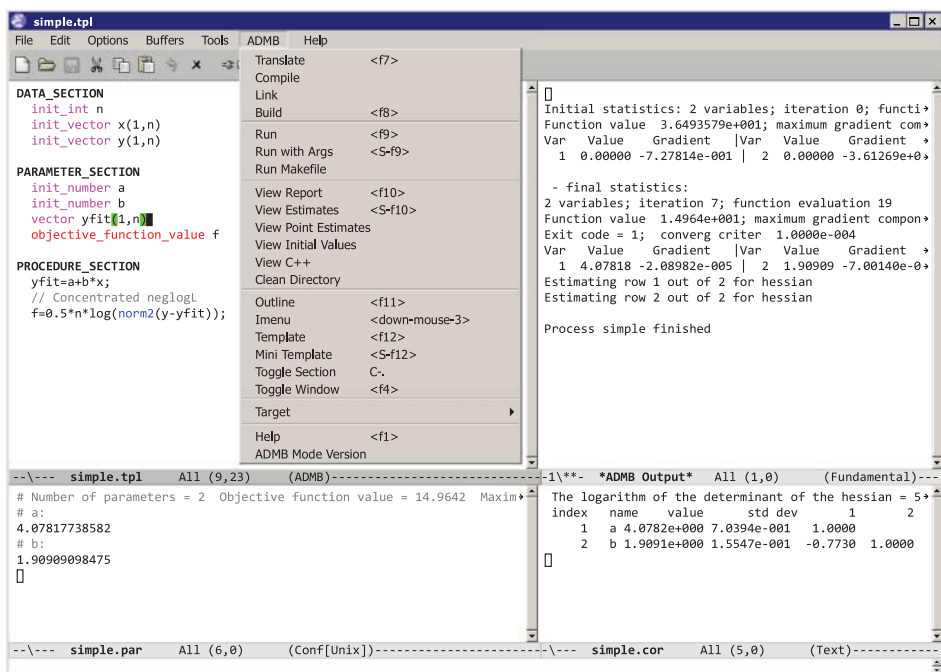 simple.tpl
File Edit Options Buffers Tools ADMB Help
DATA_SECTION
init_int n
init_vector x(1,n)
init_vector y(1,n)
PARAMETER_SECTION
init_number a
init_number b
vector yfit(1,n)
objective_function_value f
PROCEDURE_SECTION
yfit=a+b*x;
// Concentrated neglogL
f=0.5*n*log(norm2(y-yfit));
Translate <f7>
Compile
Link
Build <f8>
Run <f9>
Run with Args <S-f9>
Run Makefile
View Report <f10>
View Estimates <S-f10>
View Point Estimates
View Initial Values
View C++
Clean Directory
Outline <f11>
Imenu <down-mouse-3>
Template <f12>
Mini Template <S-f12>
Toggle Section C-.
Toggle Window <f4>
Target
Help <f1>
ADMB Mode Version
Initial statistics: 2 variables; iteration 0; functi
Function value 3.6493579e+001; maximum gradient com
Var Value Gradient |Var Value Gradient
1 0.00000 -7.27814e-001 | 2 0.00000 -3.61269e+0
- final statistics:
2 variables; iteration 7; function evaluation 19
Function value 1.4964e+001; maximum gradient compon
Exit code = 1; converg criter 1.0000e-004
Var Value Gradient |Var Value Gradient
1 4.07818 -2.08982e-005 | 2 1.90909 -7.00140e-0
Estimating row 1 out of 2 for hessian
Estimating row 2 out of 2 for hessian
Process simple finished
--\--- simple.tpl All (9,23) (ADMB)
-1\**- *ADMB Output* All (1,0) (Fundamental)---
# Number of parameters = 2 Objective function value = 14.9642 Maxim
# a:
4.07817738582
# b:
1.90909098475
The logarithm of the determinant of the hessian = 5
index name value std dev 1 2
1 a 4.0782e+000 7.0394e-001 1.0000
2 b 1.9091e+000 1.5547e-001 -0.7730 1.0000
--\--- simple.par All (6,0) (Conf[Unix])
-\--- simple.cor All (5,0) (Text)